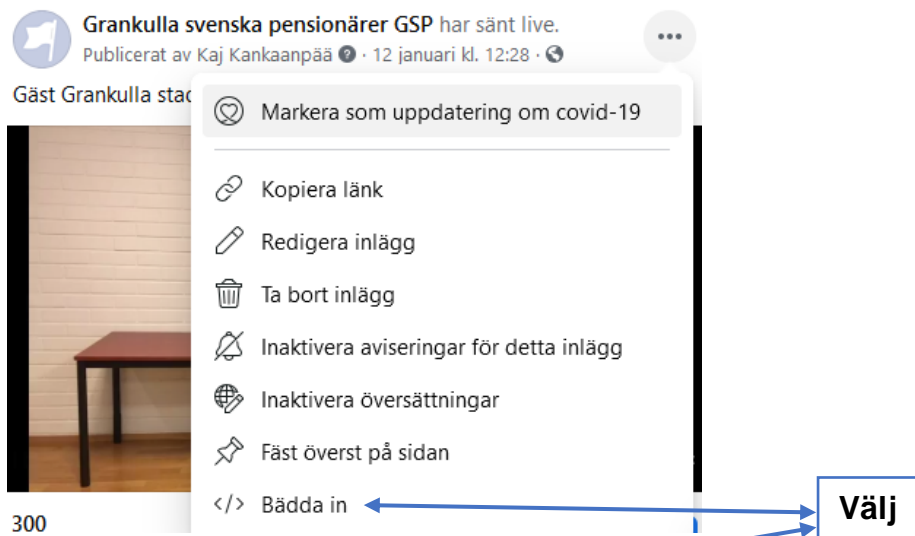 Grankulla svenska pensionärer GSP har sänt live.
Publicerat av Kaj Kankaanpää · 12 januari kl. 12:28 ·
Gäst Grankulla
Markera som uppdatering om covid-19
Kopiera länk
Redigera inlägg
Ta bort inlägg
Inaktivera aviseringar för detta inlägg
Inaktivera översättningar
Fäst överst på sidan
</> Bädda in
Välj
300